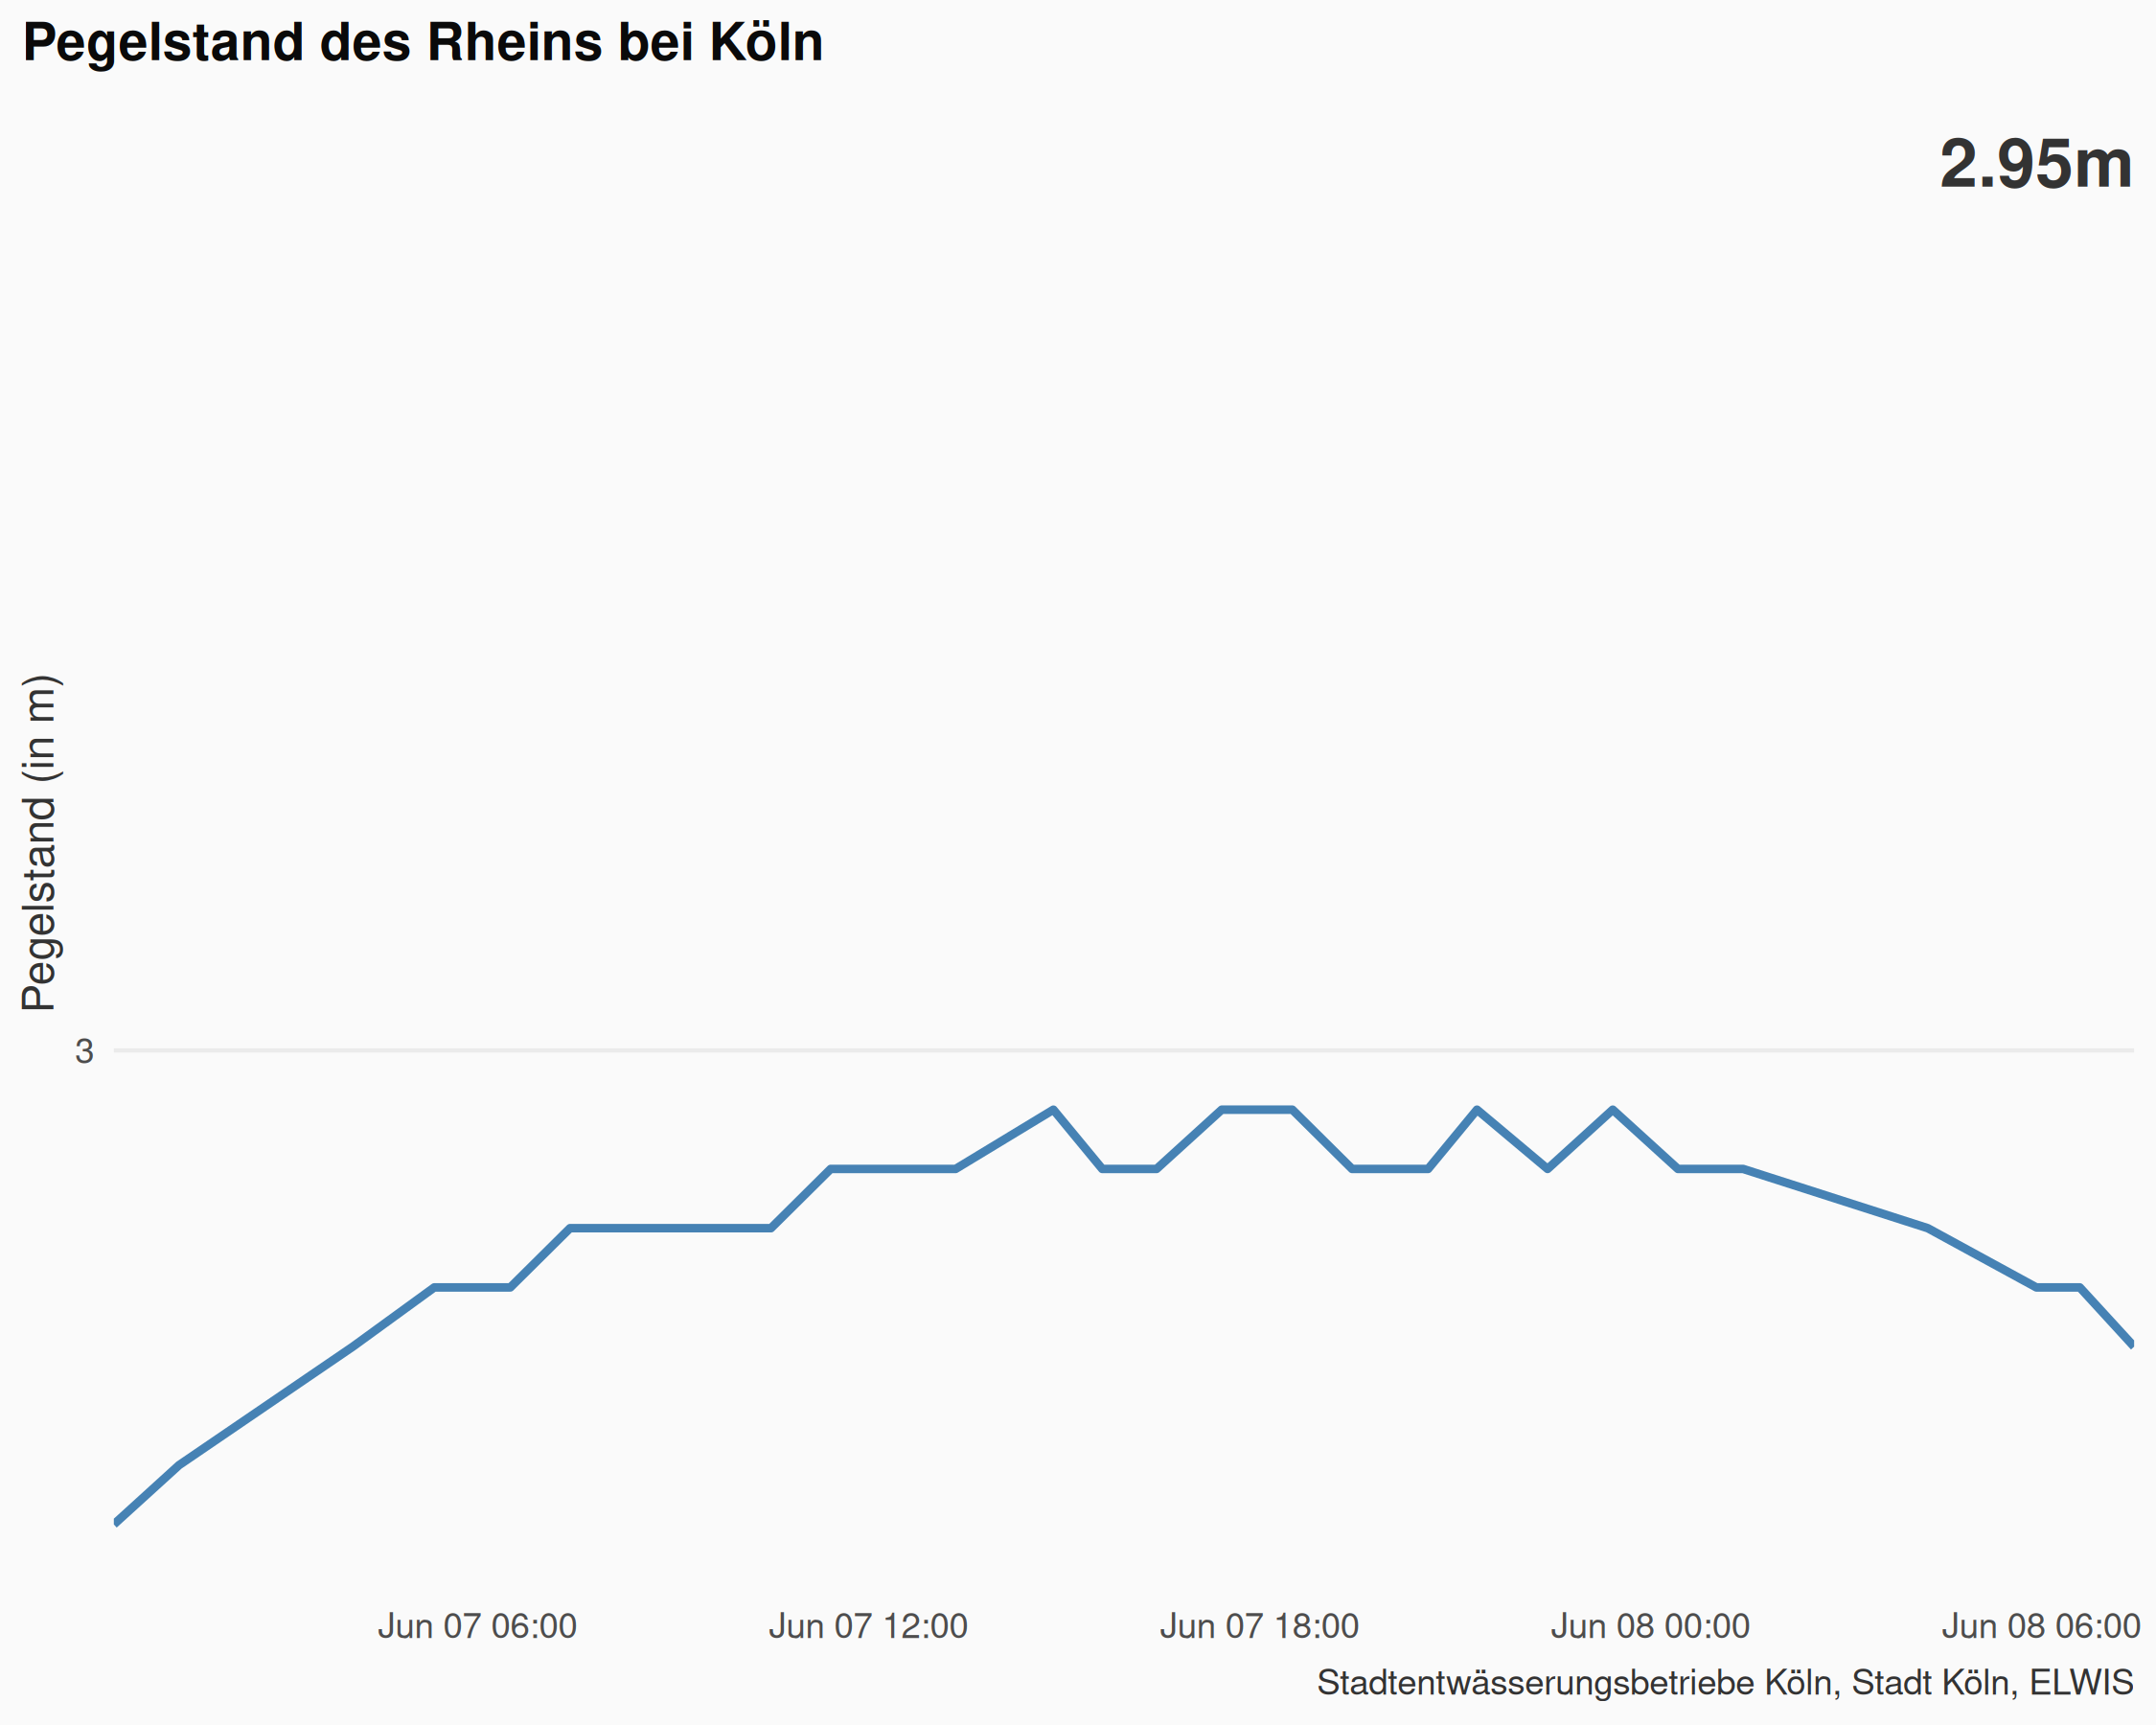 Pegelstand des Rheins bei Köln
2.95m
Pegelstand (in m)
3
Jun 07 06:00
Jun 07 12:00
Jun 07 18:00
Jun 08 00:00
Jun 08 06:00
Stadtentwässerungsbetriebe Köln, Stadt Köln, ELWIS